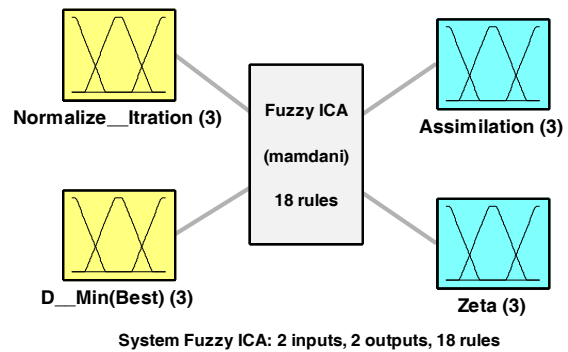 Normalize__Itration (3)
Fuzzy ICA
(mamdani)
18 rules
Assimilation (3)
D__Min(Best) (3)
Zeta (3)
System Fuzzy ICA: 2 inputs, 2 outputs, 18 rules